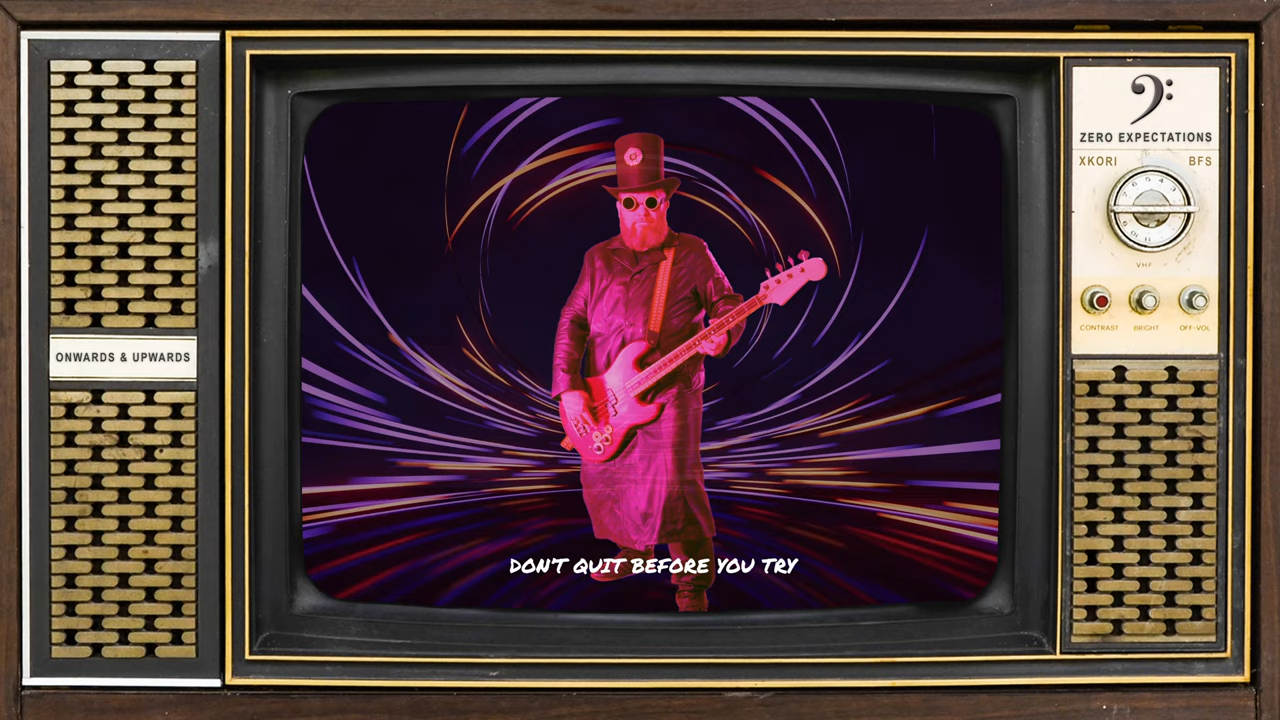 ONWARDS & UPWARDS
DON'T QUIT BEFORE YOU TRY
ZERO EXPECTATIONS
XKORI BFS
VHF
CONTRAST BRIGHT OFF-VOL